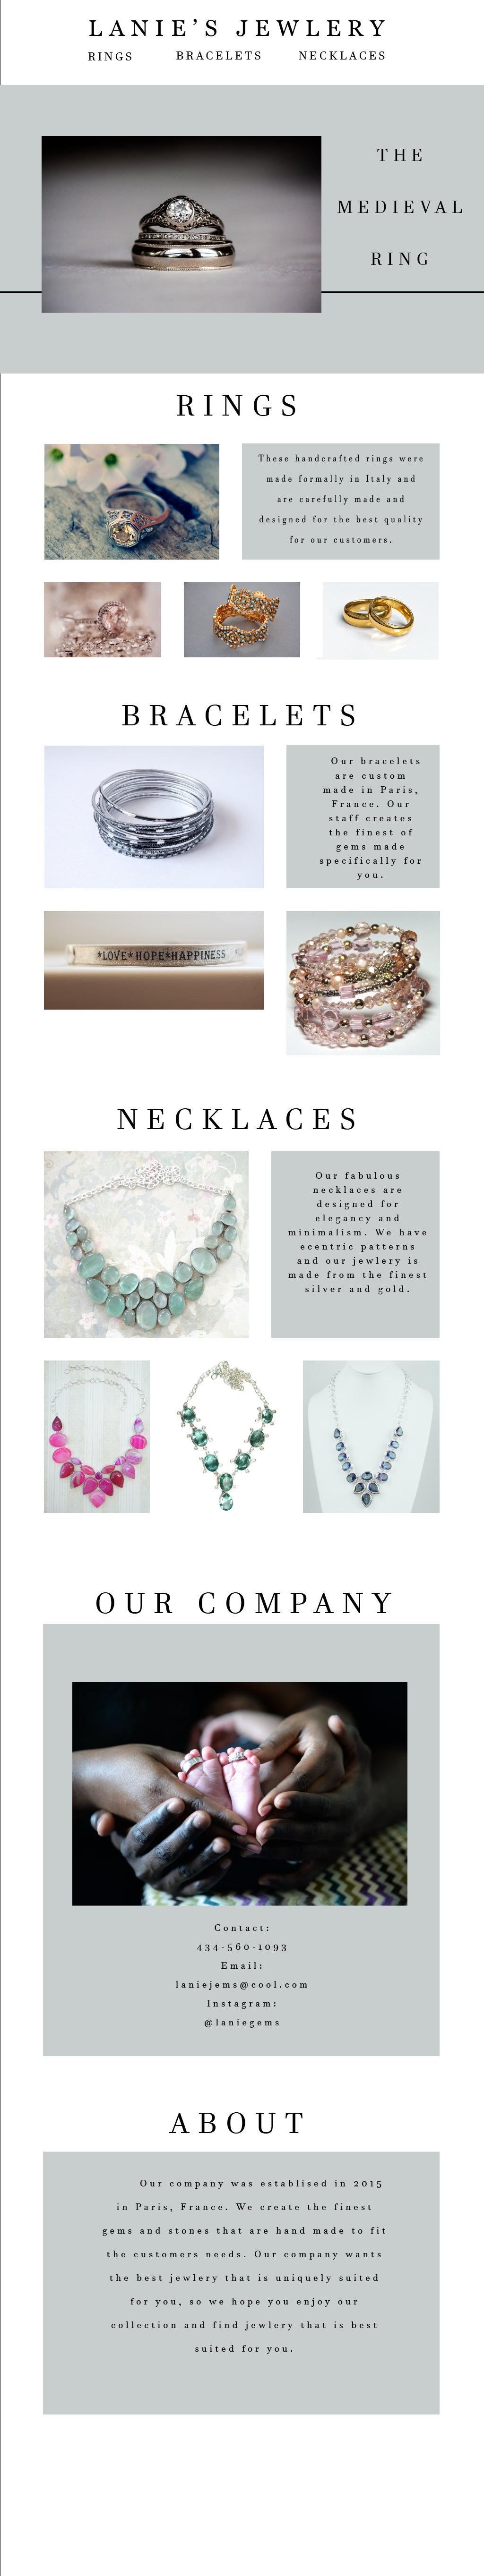 LANIE'S JEWLERY
RINGS BRACELETS NECKLACES
THE
MEDIEVAL
RING
RINGS
These handcrafted rings were
made formally in Italy and
are carefully made and
designed for the best quality
for our customers.
BRACELETS
Our bracelets
are custom
made in Paris,
France. Our
staff creates
the finest of
gems made
specifically for
you.
*LOVE*HOPE*HAPPINESS
NECKLACES
Our fabulous
necklaces are
designed for
elegancy and
minimalism. We have
ecentric patterns
and our jewlery is
made from the finest
silver and gold.
OUR COMPANY
Contact:
434-560-1093
Email:
laniejems@cool.com
Instagram:
@laniegems
ABOUT
Our company was establised in 2015
in Paris, France. We create the finest
gems and stones that are hand made to fit
the customers needs. Our company wants
the best jewlery that is uniquely suited
for you, so we hope you enjoy our
collection and find jewlery that is best
suited for you.